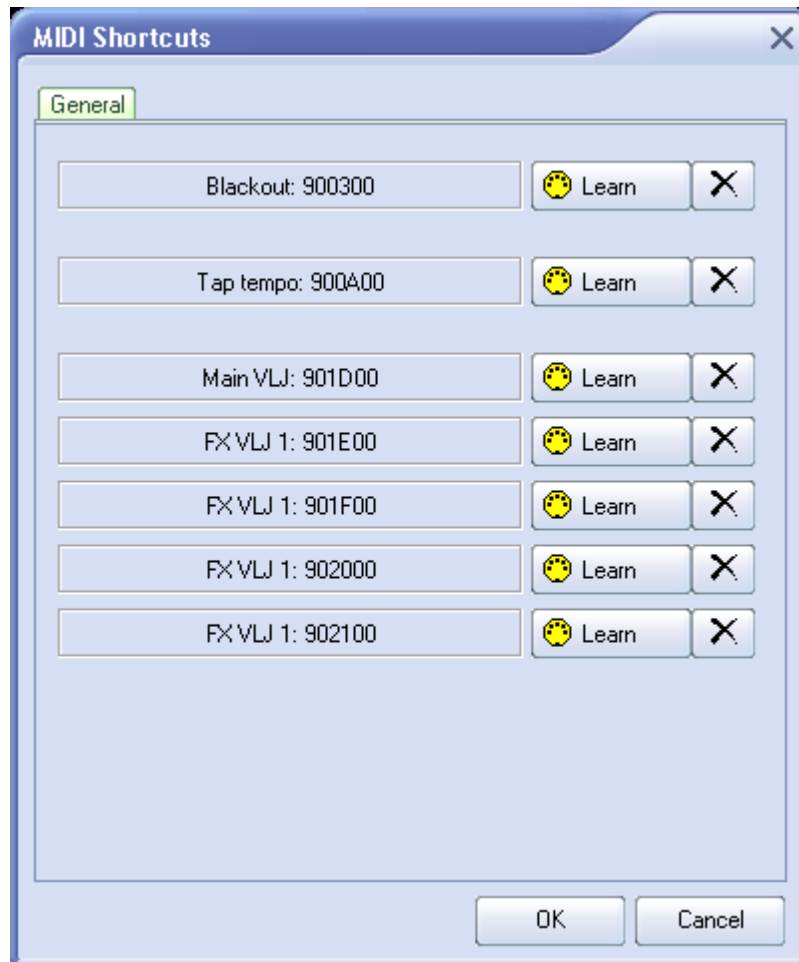 MIDI Shortcuts
General
Blackout: 900300 Learn
Tap tempo: 900A00 Learn
Main VLJ: 901D00 Learn
FX VLJ 1: 901E00 Learn
FX VLJ 1: 901F00 Learn
FX VLJ 1: 902000 Learn
FX VLJ 1: 902100 Learn
OK Cancel